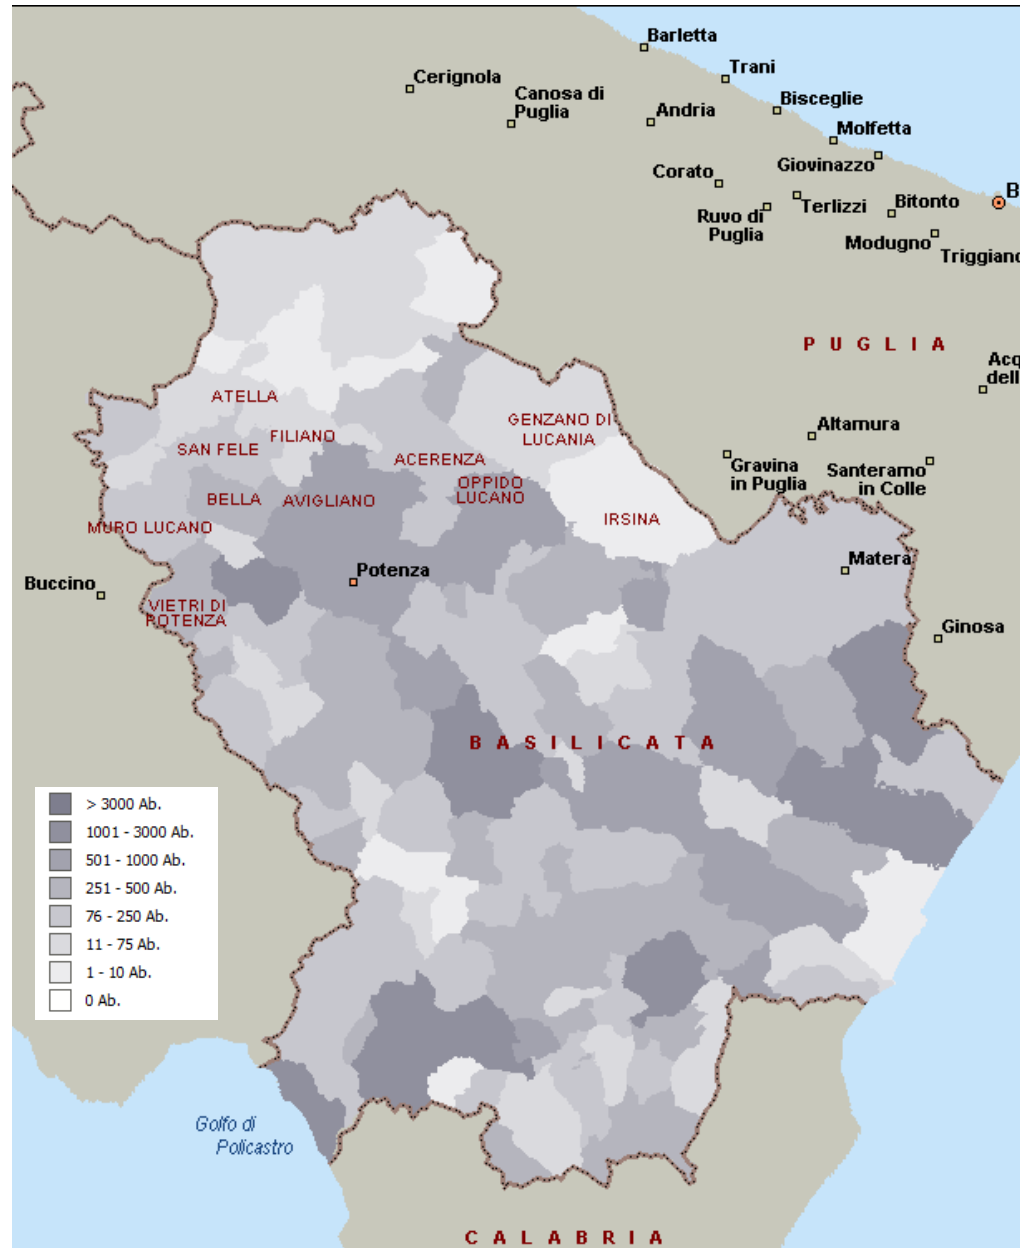 Barletta
Trani
Cerignola
Canosa di
Puglia
Bisceglie
Andria
Molfetta
Giovinazzo
Corato
Terlizzi
Bitonto
B
Ruvo di
Puglia
Modugno
Triggiano
PUGLIA
Acq
dell
ATELLA
GENZANO DI
LUCANIA
Altamura
SAN FELE
FILIANO
ACERENZA
Gravina
in Puglia
Santeramo
in Colle
OPPIDO
LUCANO
BELLA
AVIGLIANO
IRSINA
MURO LUCANO
Matera
Potenza
Buccino
VIETRI DI
POTENZA
Ginosa
BASILICATA
> 3000 Ab.
1001 - 3000 Ab.
501 - 1000 Ab.
251 - 500 Ab.
76 - 250 Ab.
11 - 75 Ab.
1 - 10 Ab.
0 Ab.
Golfo di
Policastro
CALABRIA